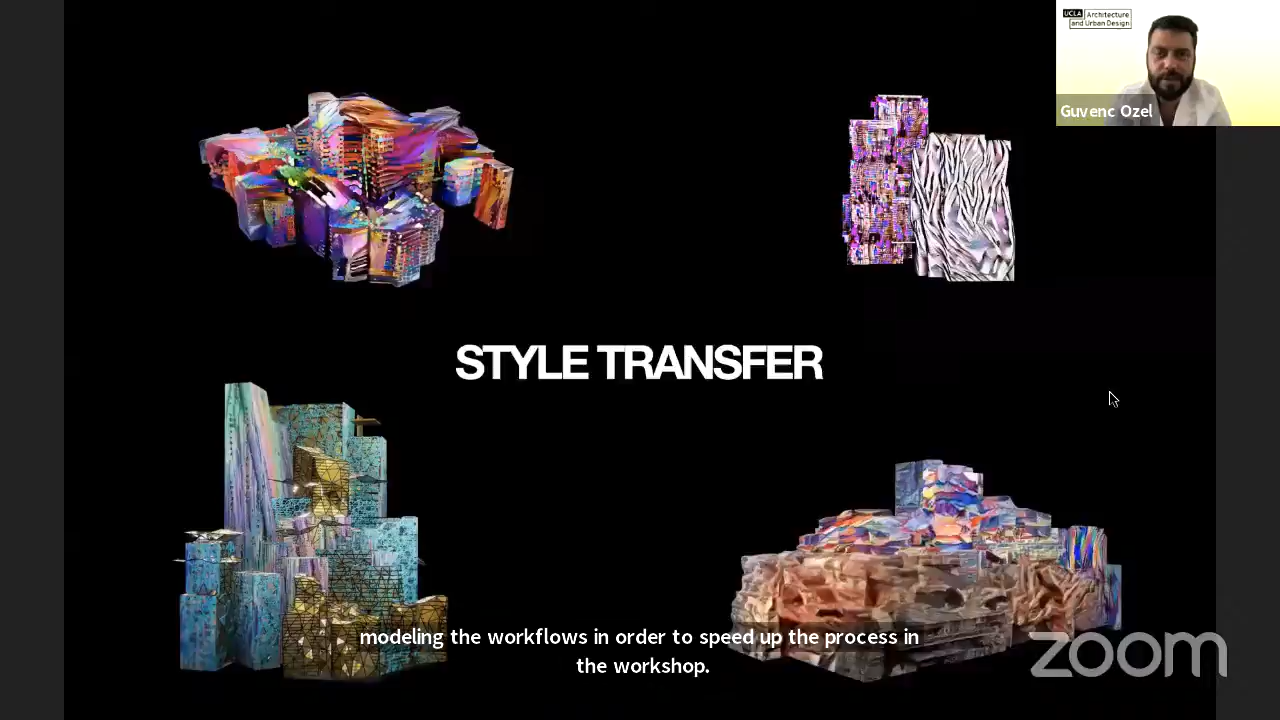 UCLA Architecture
and Urban Design
Guvenc Ozel
STYLE TRANSFER
modeling the workflows in order to speed up the process in
the workshop.
zoom